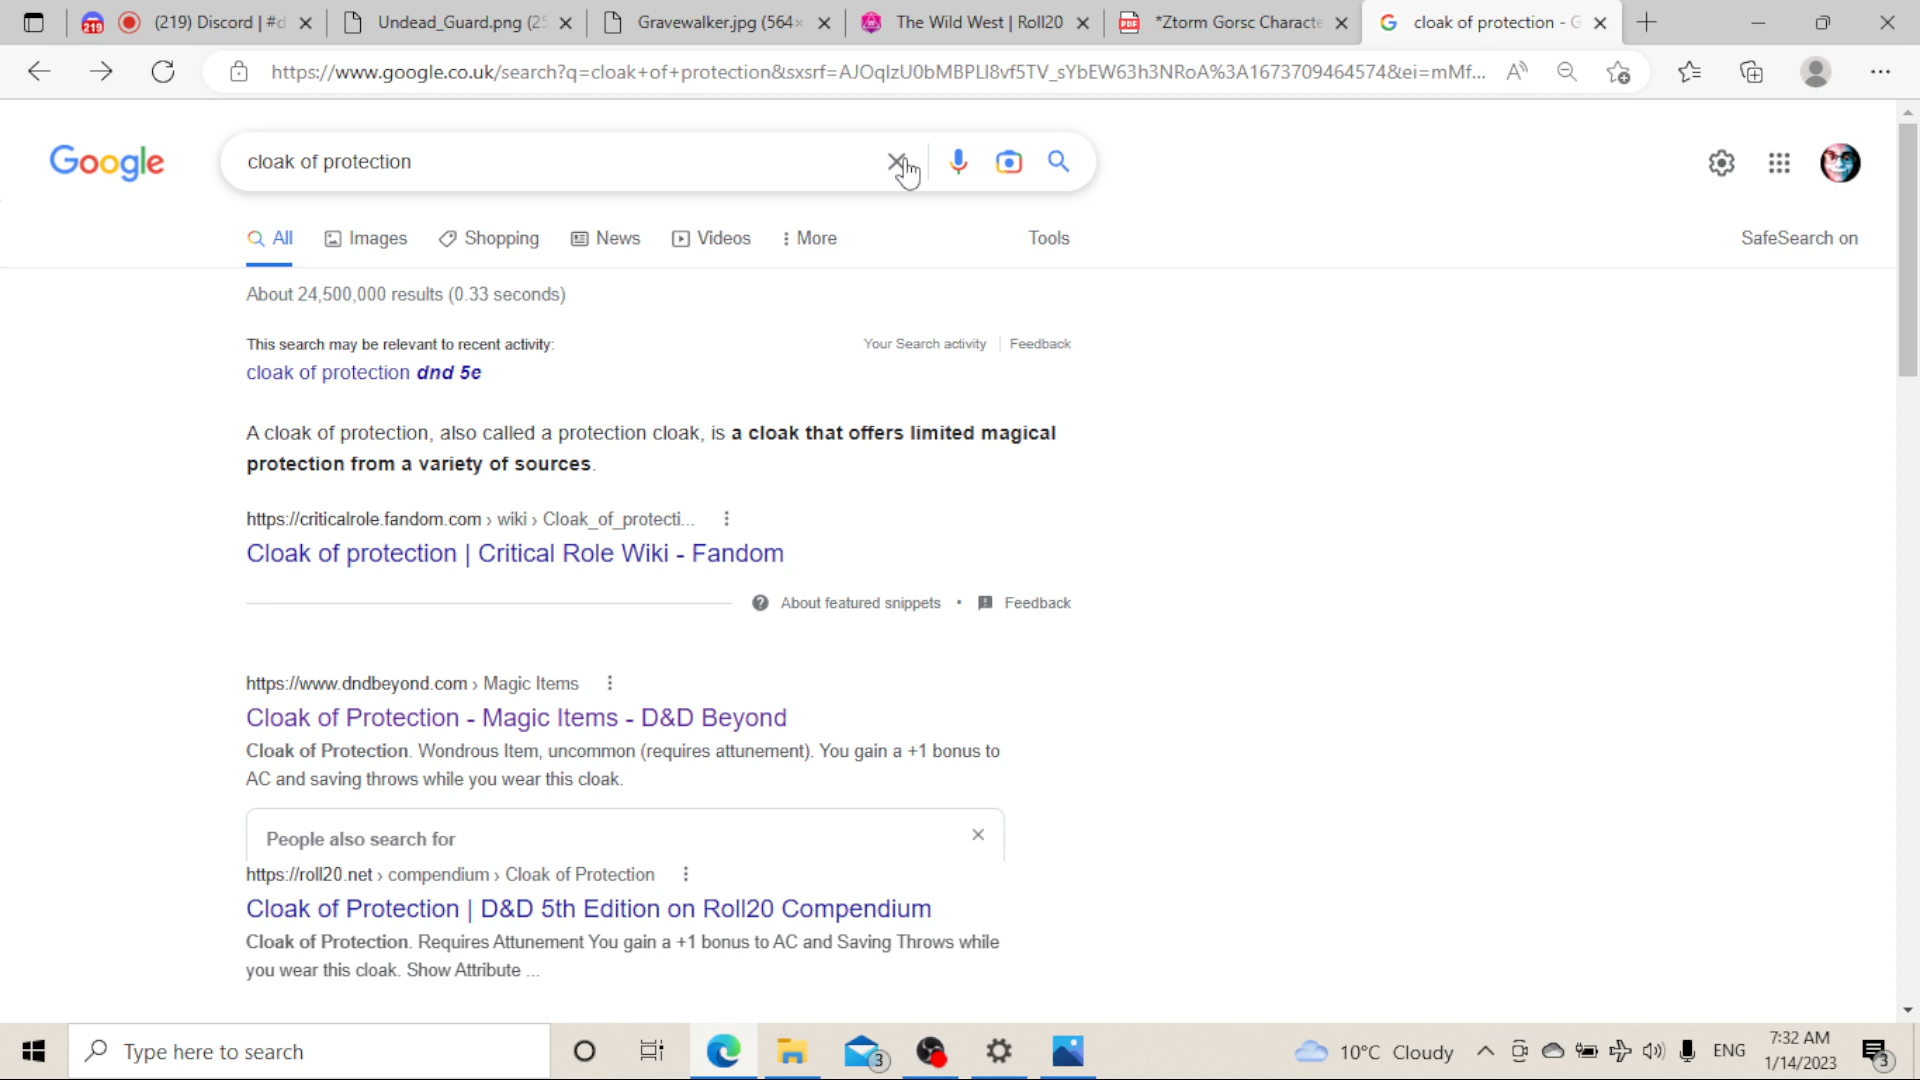 219 (219) Discord | #d
Undead_Guard.png (25
Gravewalker.jpg (564×
The Wild West | Roll20
PDF *Ztorm Gorsc Characte
cloak of protection - G
https://www.google.co.uk/search?q=cloak+of+protection&sxsrf=AJOqlzU0bMBPLI8vf5TV_sYbEW63h3NRoA%3A1673709464574&ei=mMf...
Google
cloak of protection
All Images Shopping News Videos More Tools SafeSearch on
About 24,500,000 results (0.33 seconds)
This search may be relevant to recent activity: Your Search activity Feedback
cloak of protection dnd 5e
A cloak of protection, also called a protection cloak, is a cloak that offers limited magical
protection from a variety of sources.
https://criticalrole.fandom.com › wiki › Cloak_of_protecti...
Cloak of protection | Critical Role Wiki - Fandom
About featured snippets • Feedback
https://www.dndbeyond.com › Magic Items
Cloak of Protection - Magic Items - D&D Beyond
Cloak of Protection. Wondrous Item, uncommon (requires attunement). You gain a +1 bonus to
AC and saving throws while you wear this cloak.
People also search for
https://roll20.net › compendium › Cloak of Protection
Cloak of Protection | D&D 5th Edition on Roll20 Compendium
Cloak of Protection. Requires Attunement You gain a +1 bonus to AC and Saving Throws while
you wear this cloak. Show Attribute ...
Type here to search
3
10°C Cloudy
ENG
7:32 AM
1/14/2023
3